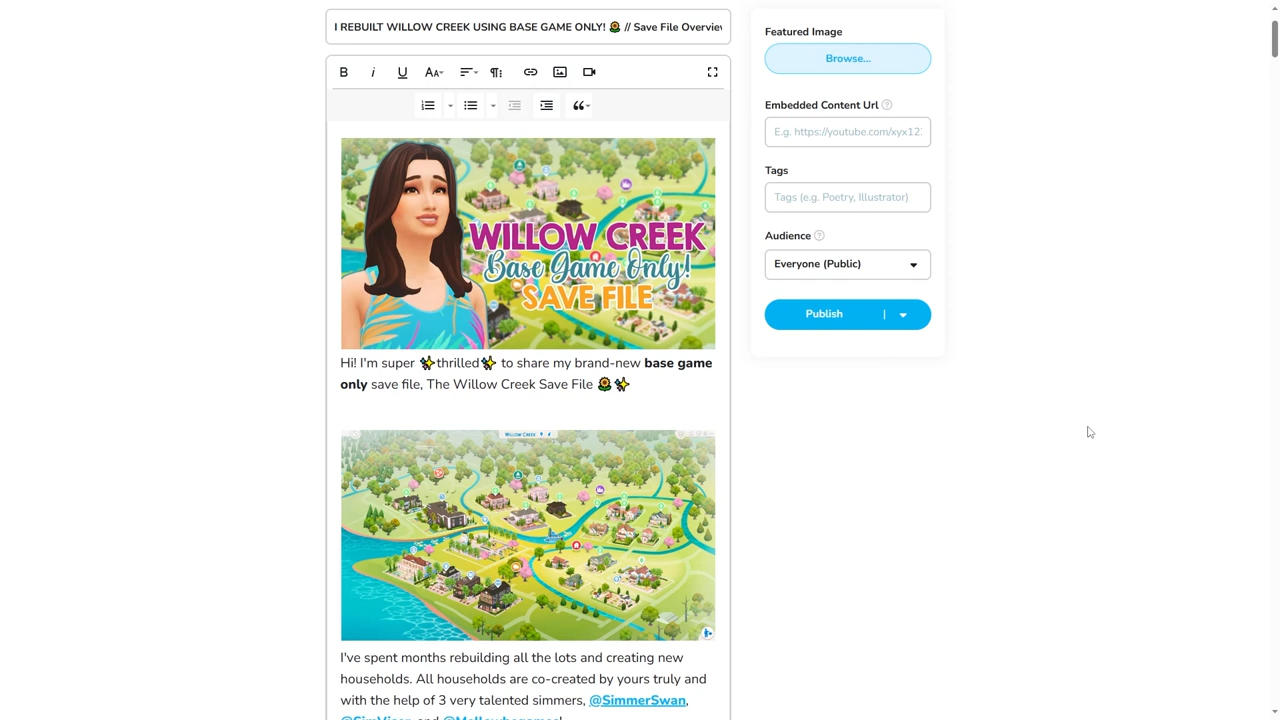 I REBUILT WILLOW CREEK USING BASE GAME ONLY! 🌻 // Save File Overview
Featured Image
Browse...
Embedded Content Url
E.g. https://youtube.com/xyx12
Tags
Tags (e.g. Poetry, Illustrator)
Audience
Everyone (Public)
Publish
WILLOW CREEK
Base Game Only!
SAVE FILE
Hi! I'm super ✨thrilled✨ to share my brand-new base game
only save file, The Willow Creek Save File 🌻✨
WILLOW CREEK
I've spent months rebuilding all the lots and creating new
households. All households are co-created by yours truly and
with the help of 3 very talented simmers, @SimmerSwan,